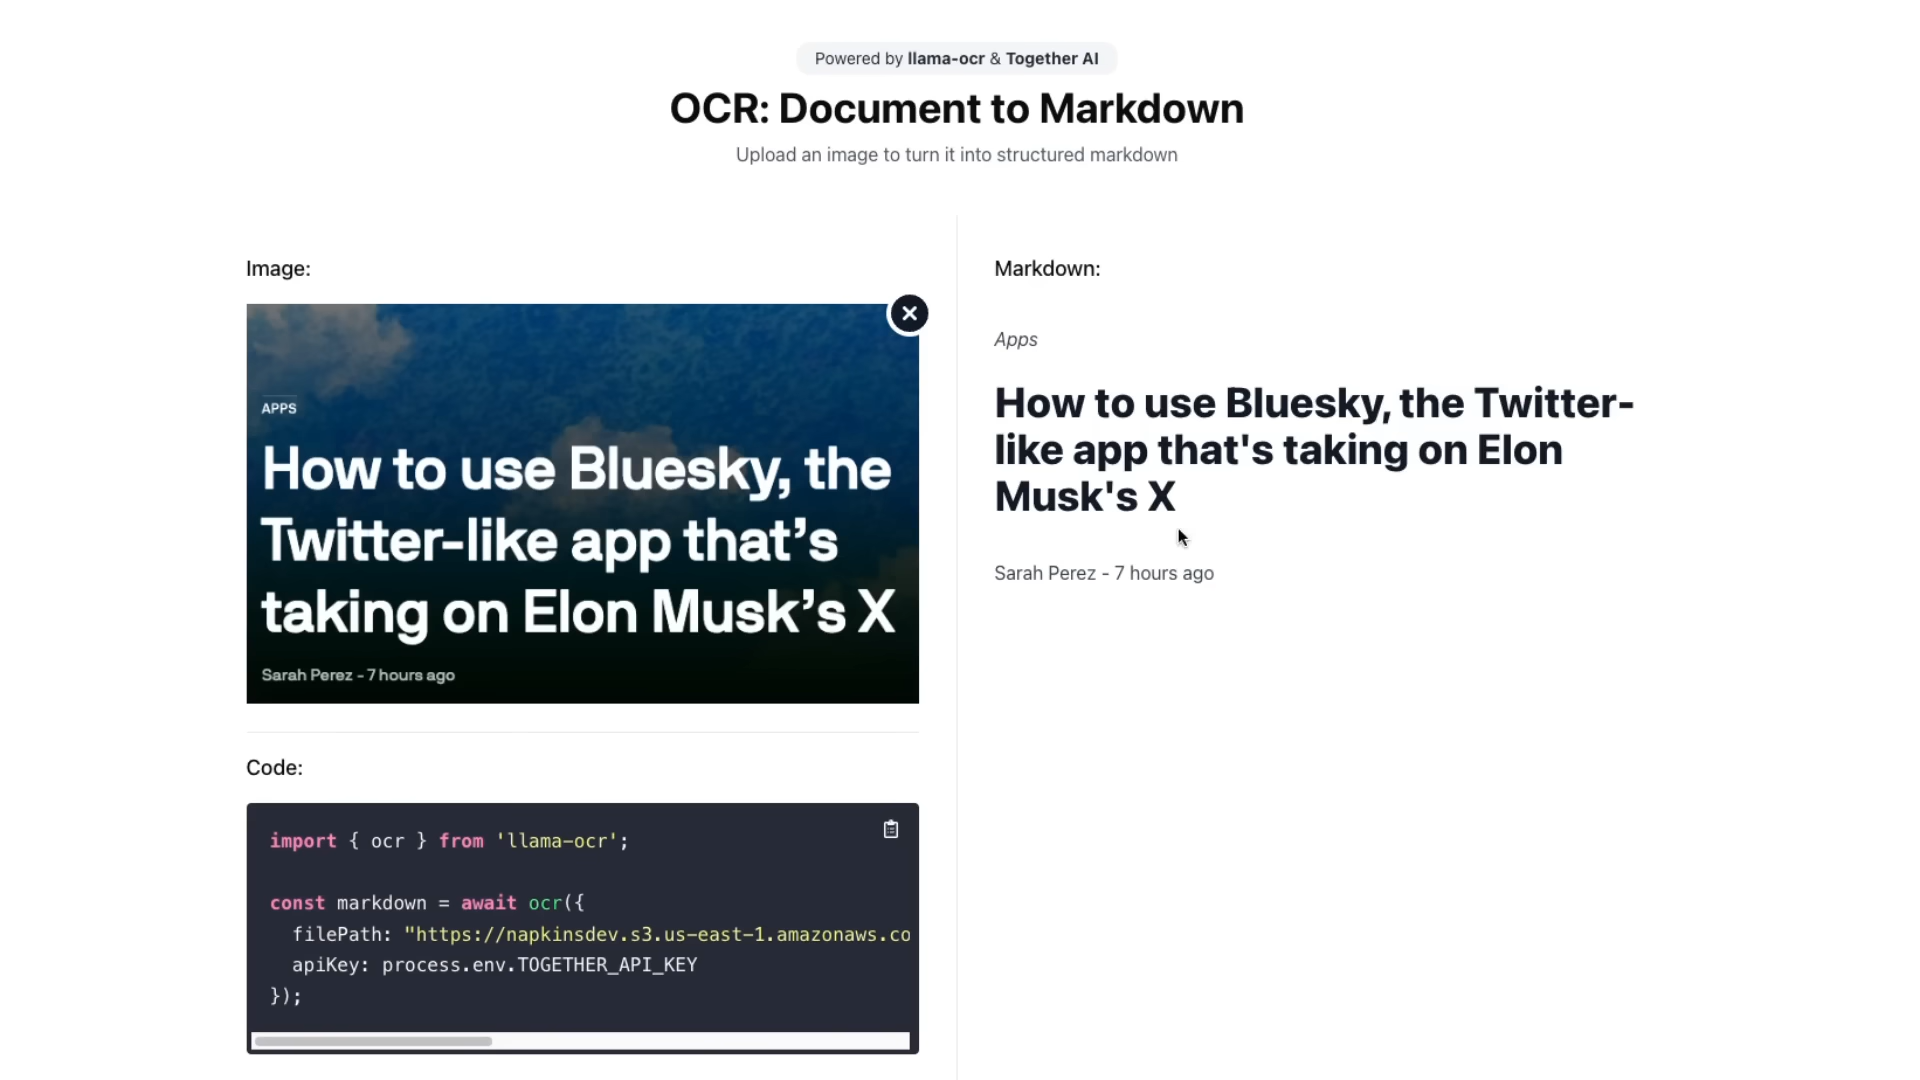 Powered by llama-ocr & Together AI
OCR: Document to Markdown
Upload an image to turn it into structured markdown
Image:
APPS
How to use Bluesky, the
Twitter-like app that’s
taking on Elon Musk’s X
Sarah Perez - 7 hours ago
Code:
import { ocr } from 'llama-ocr';
const markdown = await ocr({
  filePath: "https://napkinsdev.s3.us-east-1.amazonaws.co
  apiKey: process.env.TOGETHER_API_KEY
});
Markdown:
Apps
How to use Bluesky, the Twitter-
like app that's taking on Elon
Musk's X
Sarah Perez - 7 hours ago